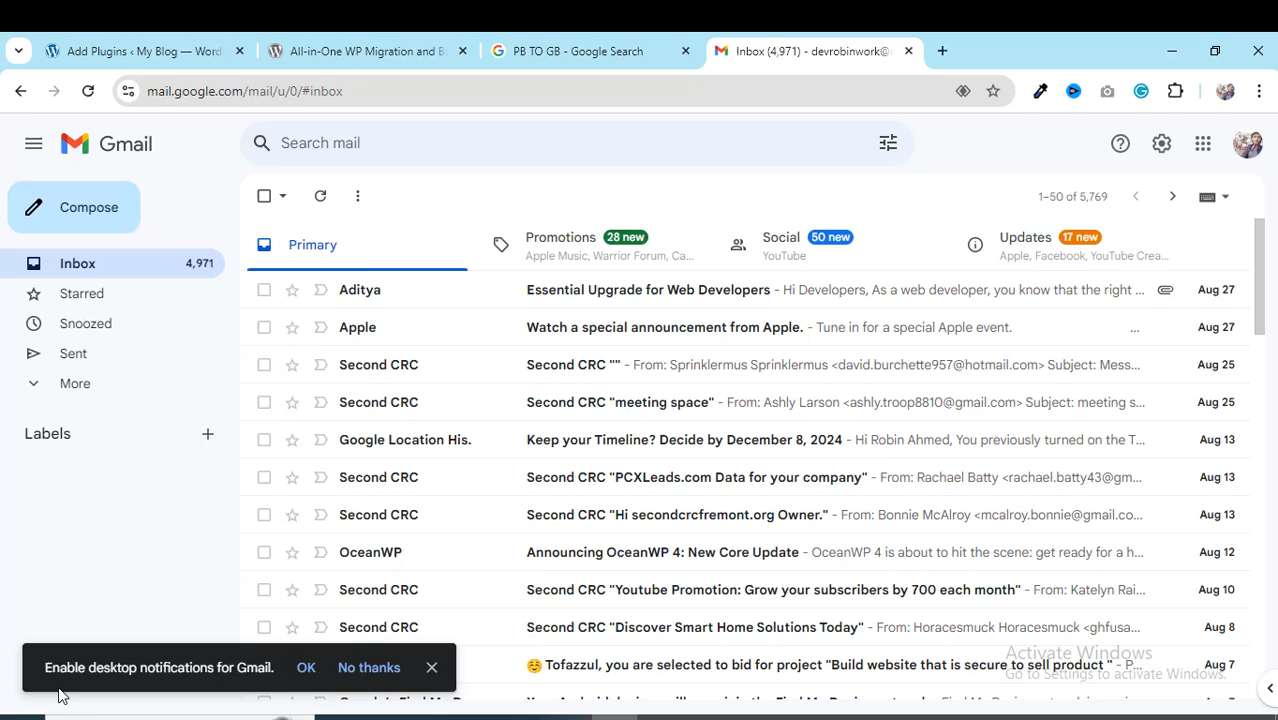 Add Plugins ‹ My Blog — Word
All-in-One WP Migration and B
PB TO GB - Google Search
Inbox (4,971) - devrobinwork@
mail.google.com/mail/u/0/#inbox
Gmail
Search mail
Compose
1–50 of 5,769
Primary
Promotions 28 new
Apple Music, Warrior Forum, Ca...
Social 50 new
YouTube
Updates 17 new
Apple, Facebook, YouTube Crea...
Inbox 4,971
Starred
Snoozed
Sent
More
Labels
Aditya Essential Upgrade for Web Developers - Hi Developers, As a web developer, you know that the right ... Aug 27
Apple Watch a special announcement from Apple. - Tune in for a special Apple event. ... Aug 27
Second CRC Second CRC "" - From: Sprinklermus Sprinklermus <david.burchette957@hotmail.com> Subject: Mess... Aug 25
Second CRC Second CRC "meeting space" - From: Ashly Larson <ashly.troop8810@gmail.com> Subject: meeting s... Aug 25
Google Location His. Keep your Timeline? Decide by December 8, 2024 - Hi Robin Ahmed, You previously turned on the T... Aug 13
Second CRC Second CRC "PCXLeads.com Data for your company" - From: Rachael Batty <rachael.batty43@gm... Aug 13
Second CRC Second CRC "Hi secondcrcfremont.org Owner." - From: Bonnie McAlroy <mcalroy.bonnie@gmail.co... Aug 13
OceanWP Announcing OceanWP 4: New Core Update - OceanWP 4 is about to hit the scene: get ready for a h... Aug 12
Second CRC Second CRC "Youtube Promotion: Grow your subscribers by 700 each month" - From: Katelyn Rai... Aug 10
Second CRC Second CRC "Discover Smart Home Solutions Today" - From: Horacesmuck Horacesmuck <ghfusa... Aug 8
☺️ Tofazzul, you are selected to bid for project "Build website that is secure to sell product " - P... Aug 7
Enable desktop notifications for Gmail. OK No thanks
Activate Windows
Go to Settings to activate Windows.